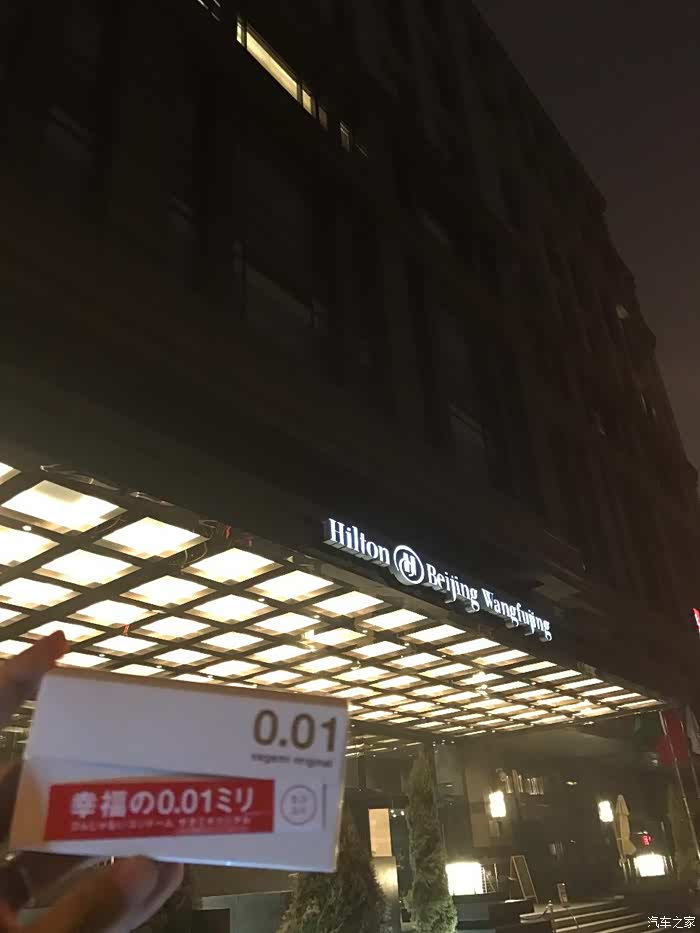 Hilton Beijing Wangfujing
0.01
sagami original
幸福の0.01ミリ
汽车之家